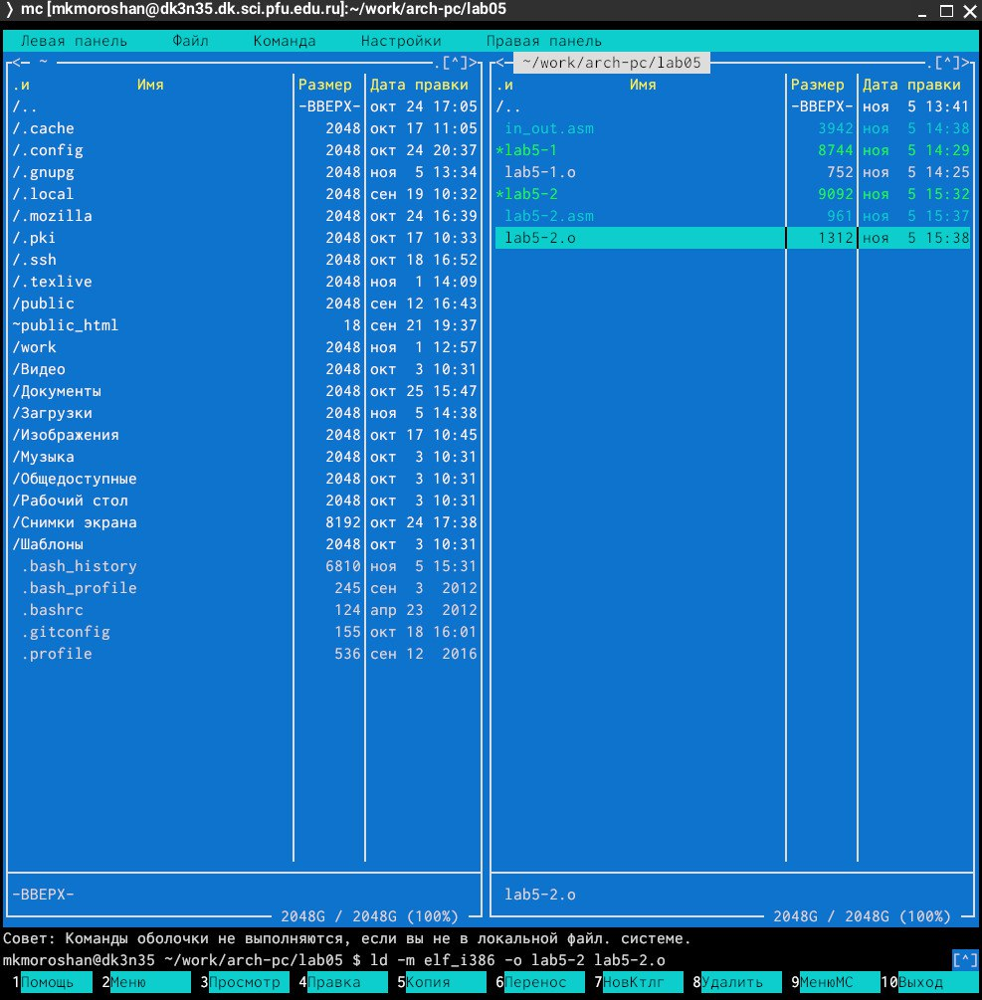 ❭ mc [mkmoroshan@dk3n35.dk.sci.pfu.edu.ru]:~/work/arch-pc/lab05
Левая панель Файл Команда Настройки Правая панель
<─ ~ .[^]>
.и Имя Размер Дата правки
/.. -ВВЕРХ- окт 24 17:05
/.cache 2048 окт 17 11:05
/.config 2048 окт 24 20:37
/.gnupg 2048 ноя 5 13:34
/.local 2048 сен 19 10:32
/.mozilla 2048 окт 24 16:39
/.pki 2048 окт 17 10:33
/.ssh 2048 окт 18 16:52
/.texlive 2048 ноя 1 14:09
/public 2048 сен 12 16:43
~public_html 18 сен 21 19:37
/work 2048 ноя 1 12:57
/Видео 2048 окт 3 10:31
/Документы 2048 окт 25 15:47
/Загрузки 2048 ноя 5 14:38
/Изображения 2048 окт 17 10:45
/Музыка 2048 окт 3 10:31
/Общедоступные 2048 окт 3 10:31
/Рабочий стол 2048 окт 3 10:31
/Снимки экрана 8192 окт 24 17:38
/Шаблоны 2048 окт 3 10:31
.bash_history 6810 ноя 5 15:31
.bash_profile 245 сен 3 2012
.bashrc 124 апр 23 2012
.gitconfig 155 окт 18 16:01
.profile 536 сен 12 2016
-ВВЕРХ-
2048G / 2048G (100%)
<─ ~/work/arch-pc/lab05 .[^]>
.и Имя Размер Дата правки
/.. -ВВЕРХ- ноя 5 13:41
in_out.asm 3942 ноя 5 14:38
*lab5-1 8744 ноя 5 14:29
lab5-1.o 752 ноя 5 14:25
*lab5-2 9092 ноя 5 15:32
lab5-2.asm 961 ноя 5 15:37
lab5-2.o 1312 ноя 5 15:38
lab5-2.o
2048G / 2048G (100%)
Совет: Команды оболочки не выполняются, если вы не в локальной файл. системе.
mkmoroshan@dk3n35 ~/work/arch-pc/lab05 $ ld -m elf_i386 -o lab5-2 lab5-2.o [^]
1Помощь 2Меню 3Просмотр 4Правка 5Копия 6Перенос 7НовКтлг 8Удалить 9МенюMC 10Выход